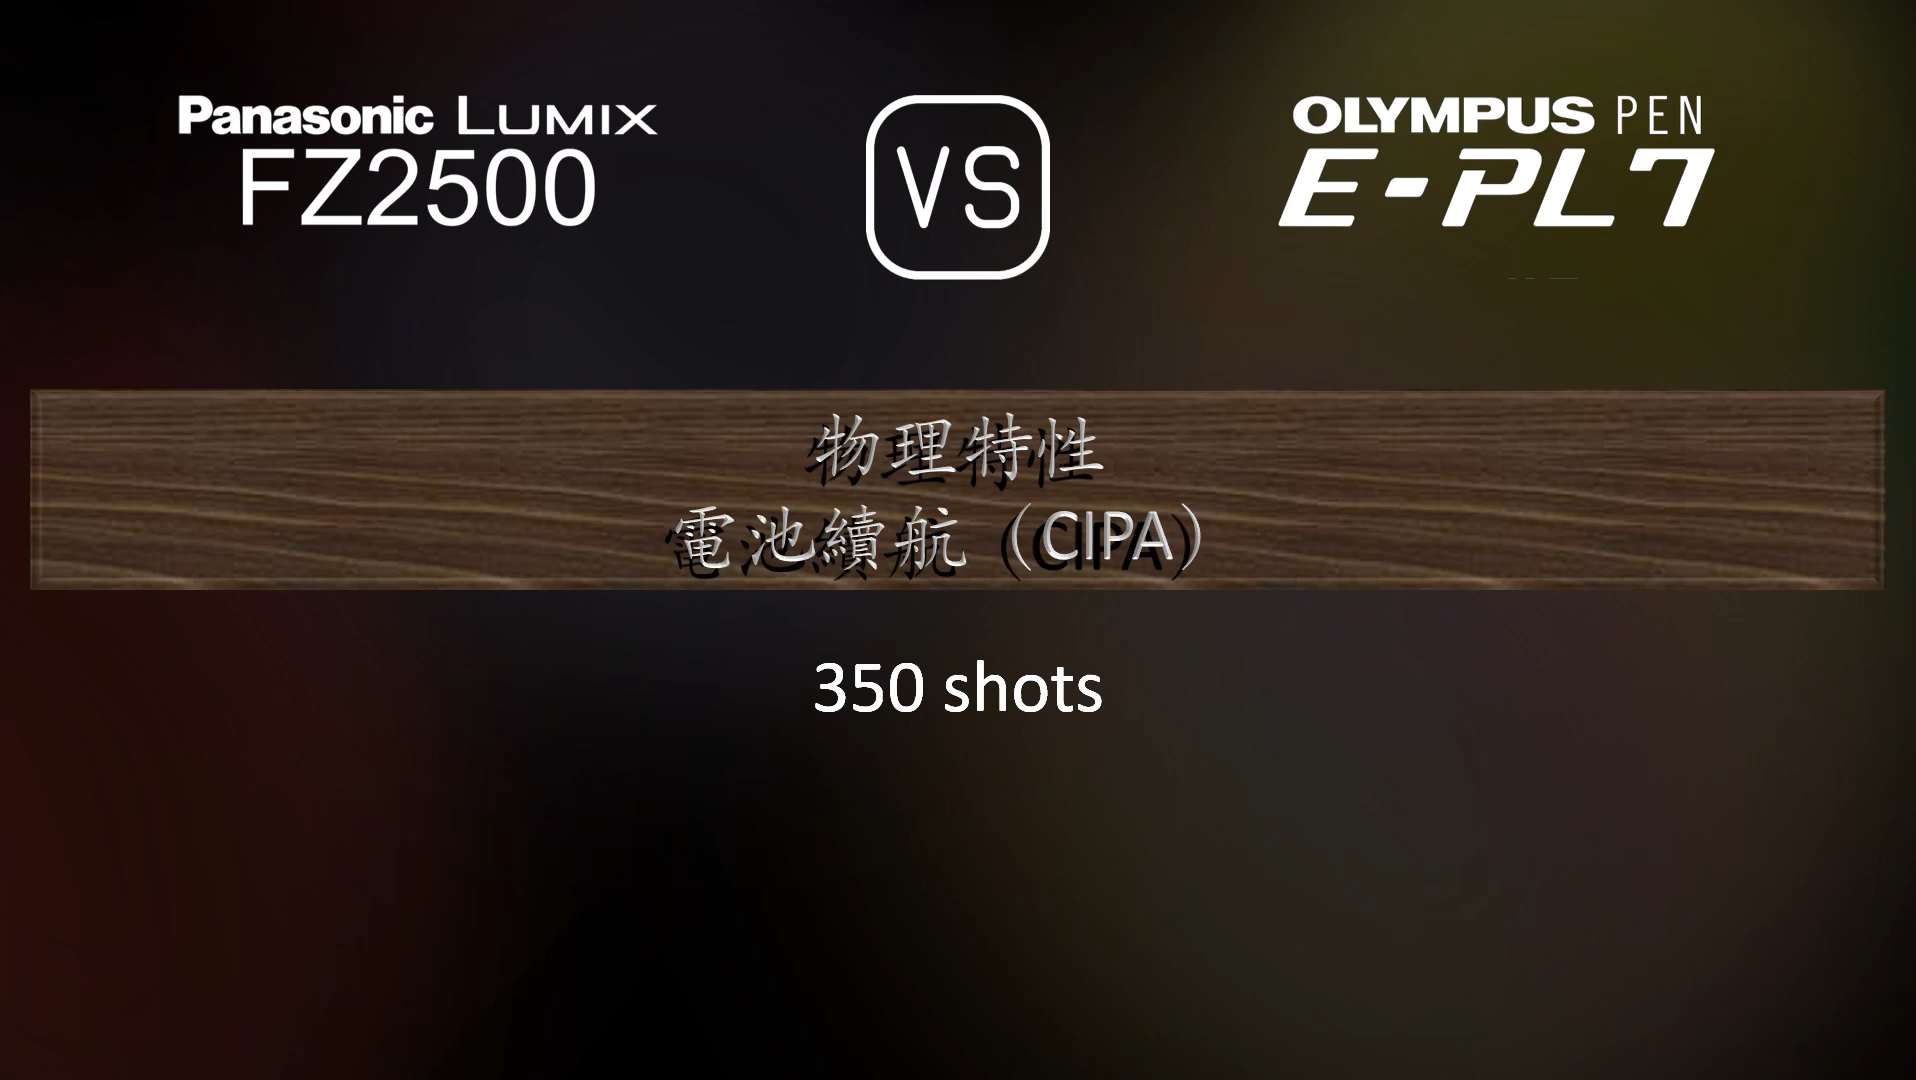 Panasonic LUMIX
FZ2500
VS
OLYMPUS PEN
E-PL7
物理特性
電池續航（CIPA）
350 shots